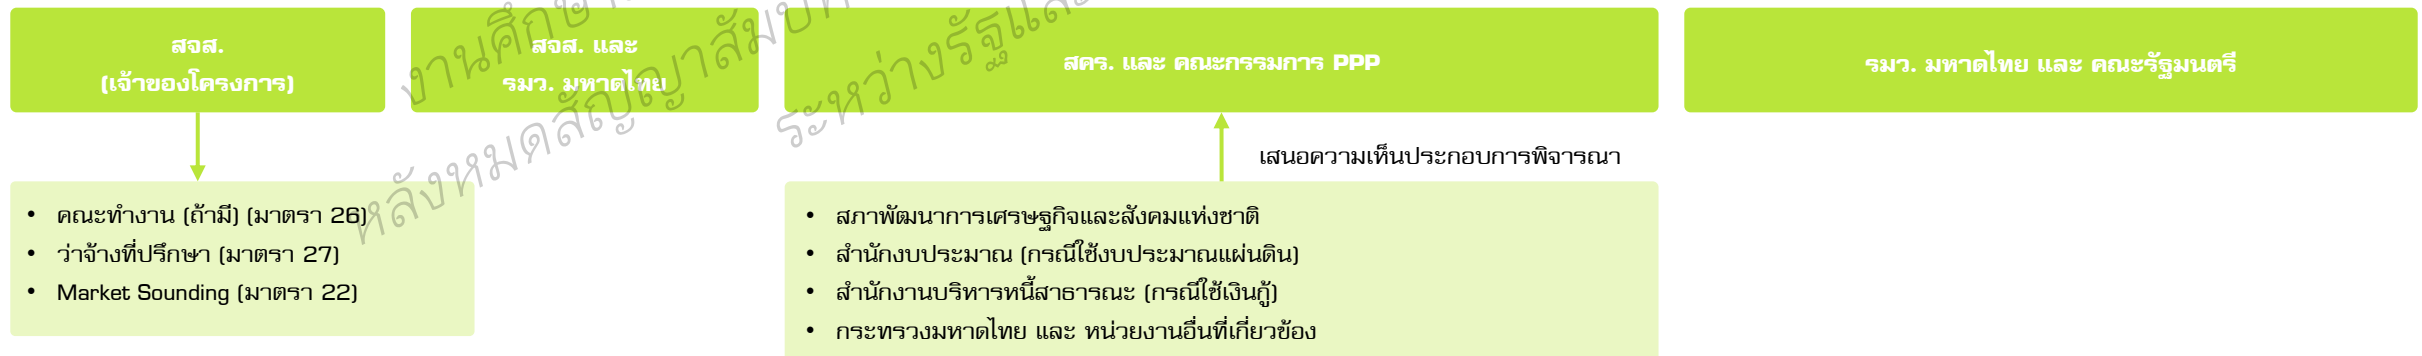 สจส.
(เจ้าของโครงการ)
สจส. และ
รมว. มหาดไทย
สคร. และ คณะกรรมการ PPP
รมว. มหาดไทย และ คณะรัฐมนตรี
เสนอความเห็นประกอบการพิจารณา
• คณะทำงาน (ถ้ามี) (มาตรา 26)
• ว่าจ้างที่ปรึกษา (มาตรา 27)
• Market Sounding (มาตรา 22)
• สภาพัฒนาการเศรษฐกิจและสังคมแห่งชาติ
• สำนักงบประมาณ (กรณีใช้งบประมาณแผ่นดิน)
• สำนักงานบริหารหนี้สาธารณะ (กรณีใช้เงินกู้)
• กระทรวงมหาดไทย และ หน่วยงานอื่นที่เกี่ยวข้อง
งานศึกษา
หลังหมดสัญญาสัมปท
ระหว่างรัฐและ